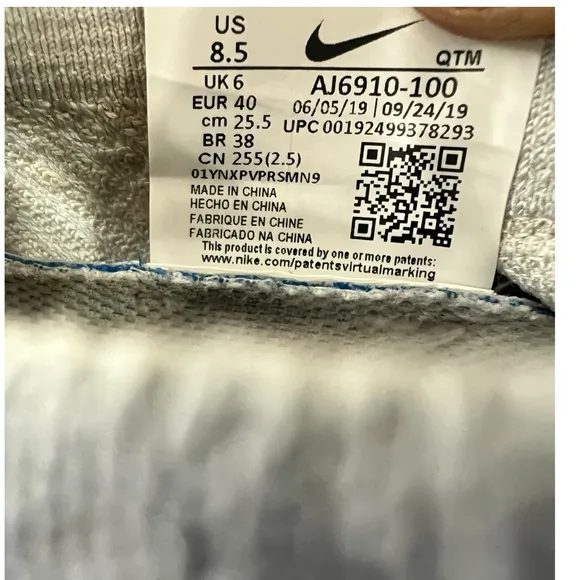 US
8.5
QTM
UK 6
AJ6910-100
EUR 40
06/05/19 | 09/24/19
cm 25.5
UPC 00192499378293
BR 38
CN 255(2.5)
01YNXPVPRSMN9
MADE IN CHINA
HECHO EN CHINA
FABRIQUE EN CHINE
FABRICADO NA CHINA
This product is covered by one or more patents:
www.nike.com/patentsvirtualmarking